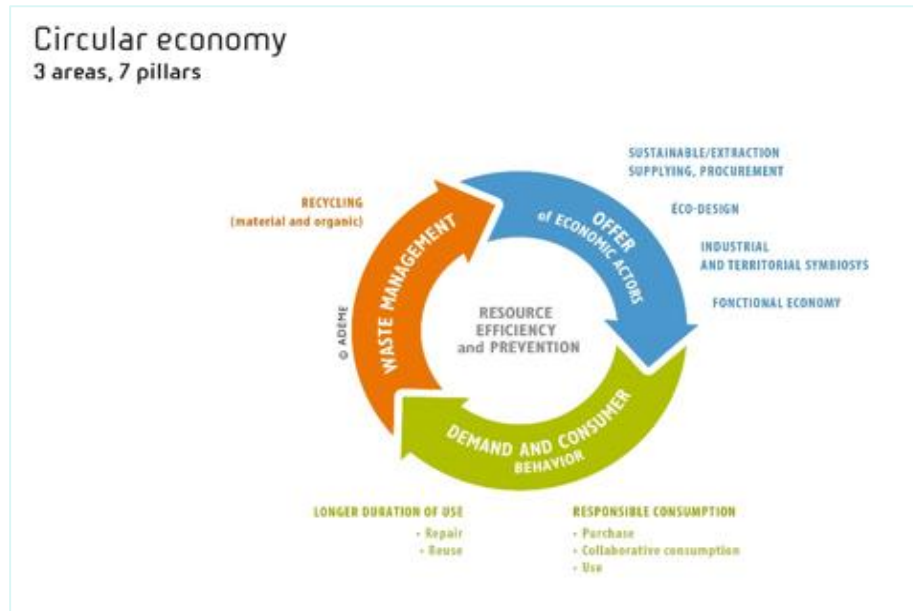 Circular economy
3 areas, 7 pillars
SUSTAINABLE/EXTRACTION
SUPPLYING, PROCUREMENT
RECYCLING
(material and organic)
ÉCO-DESIGN
OFFER
of ECONOMIC ACTORS
INDUSTRIAL
AND TERRITORIAL SYMBIOSYS
WASTE MANAGEMENT
FONCTIONAL ECONOMY
RESOURCE
EFFICIENCY
and PREVENTION
© ADEME
DEMAND AND CONSUMER
BEHAVIOR
LONGER DURATION OF USE
• Repair
• Reuse
RESPONSIBLE CONSUMPTION
• Purchase
• Collaborative consumption
• Use